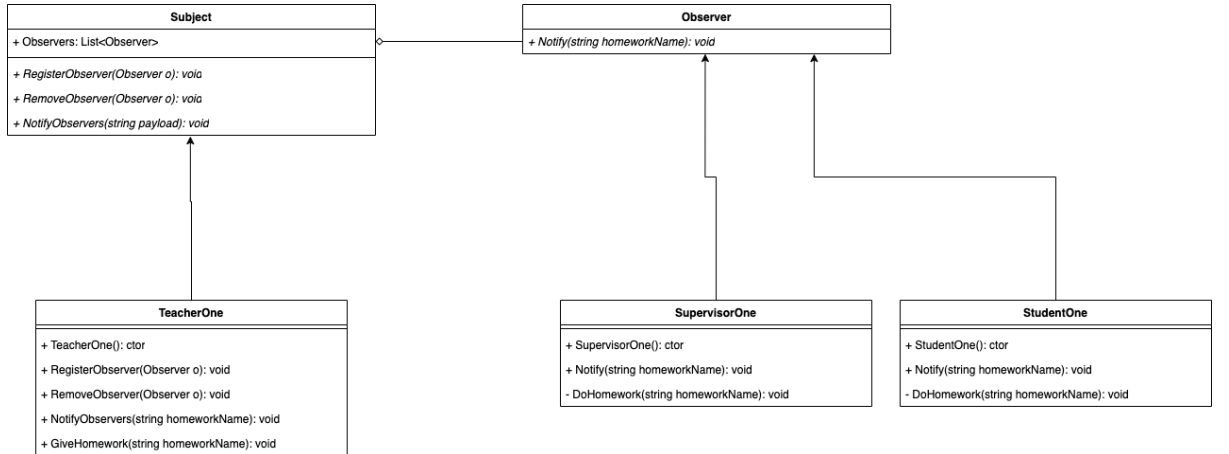 Subject
+ Observers: List<Observer>
+ RegisterObserver(Observer o): void
+ RemoveObserver(Observer o): void
+ NotifyObservers(string payload): void
Observer
+ Notify(string homeworkName): void
TeacherOne
+ TeacherOne(): ctor
+ RegisterObserver(Observer o): void
+ RemoveObserver(Observer o): void
+ NotifyObservers(string homeworkName): void
+ GiveHomework(string homeworkName): void
SupervisorOne
+ SupervisorOne(): ctor
+ Notify(string homeworkName): void
- DoHomework(string homeworkName): void
StudentOne
+ StudentOne(): ctor
+ Notify(string homeworkName): void
- DoHomework(string homeworkName): void